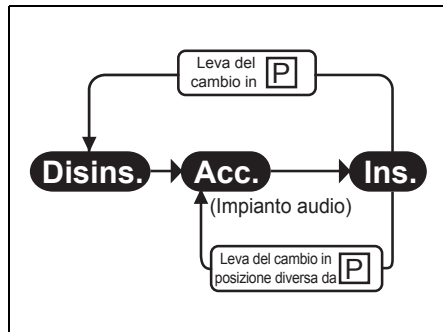 Leva del
cambio in P
Disins. Acc. Ins.
(Impianto audio)
Leva del cambio in
posizione diversa da P